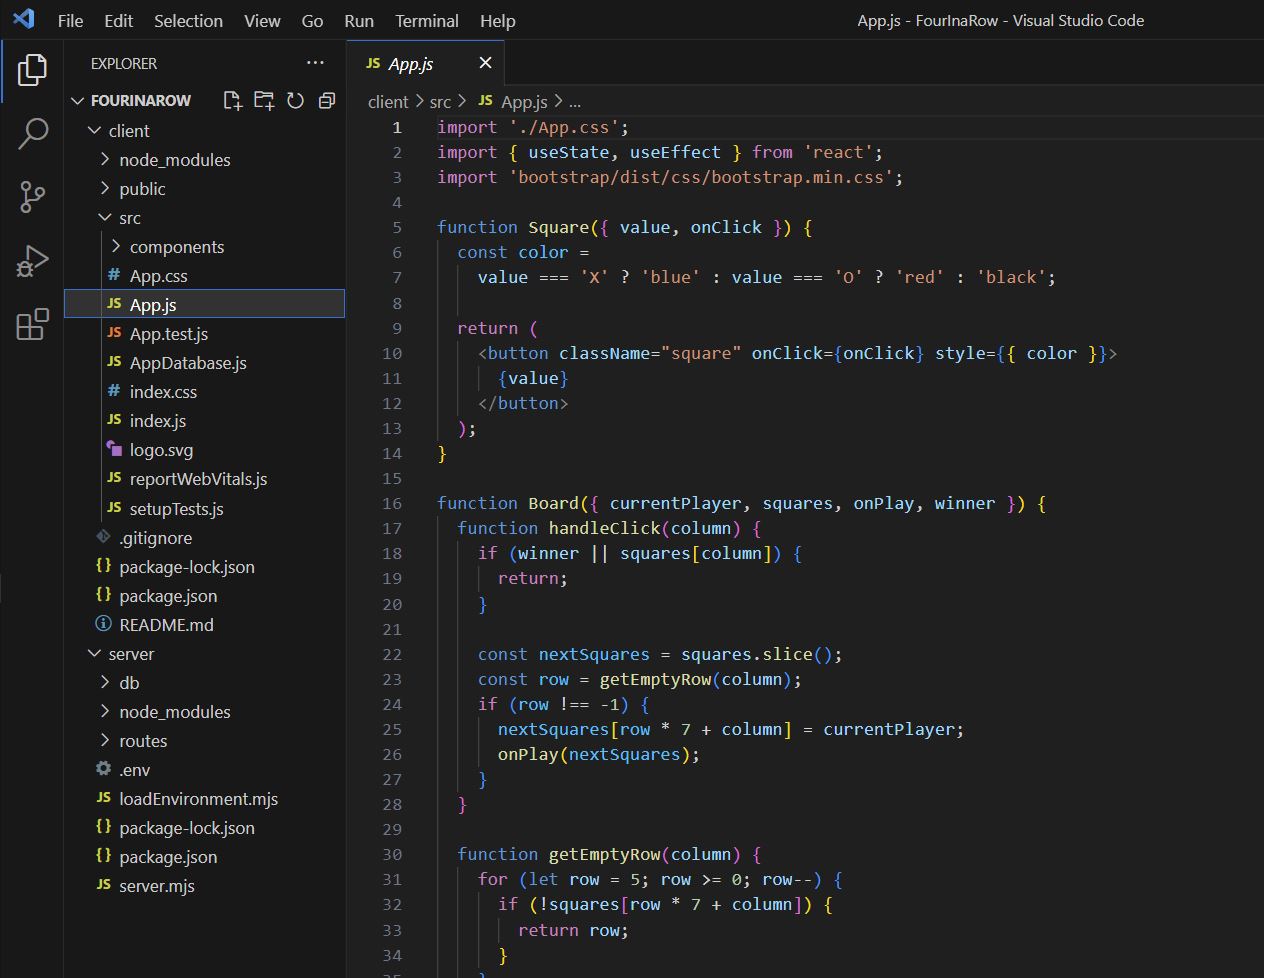 File Edit Selection View Go Run Terminal Help App.js - FourInaRow - Visual Studio Code
EXPLORER ...
FOURINAROW
client
node_modules
public
src
components
# App.css
JS App.js
JS App.test.js
JS AppDatabase.js
# index.css
JS index.js
logo.svg
JS reportWebVitals.js
JS setupTests.js
.gitignore
{} package-lock.json
{} package.json
README.md
server
db
node_modules
routes
.env
JS loadEnvironment.mjs
{} package-lock.json
{} package.json
JS server.mjs
JS App.js
client > src > JS App.js > ...
1 import './App.css';
2 import { useState, useEffect } from 'react';
3 import 'bootstrap/dist/css/bootstrap.min.css';
4
5 function Square({ value, onClick }) {
6 const color =
7 value === 'X' ? 'blue' : value === 'O' ? 'red' : 'black';
8
9 return (
10 <button className="square" onClick={onClick} style={{ color }}>
11 {value}
12 </button>
13 );
14 }
15
16 function Board({ currentPlayer, squares, onPlay, winner }) {
17 function handleClick(column) {
18 if (winner || squares[column]) {
19 return;
20 }
21
22 const nextSquares = squares.slice();
23 const row = getEmptyRow(column);
24 if (row !== -1) {
25 nextSquares[row * 7 + column] = currentPlayer;
26 onPlay(nextSquares);
27 }
28 }
29
30 function getEmptyRow(column) {
31 for (let row = 5; row >= 0; row--) {
32 if (!squares[row * 7 + column]) {
33 return row;
34 }